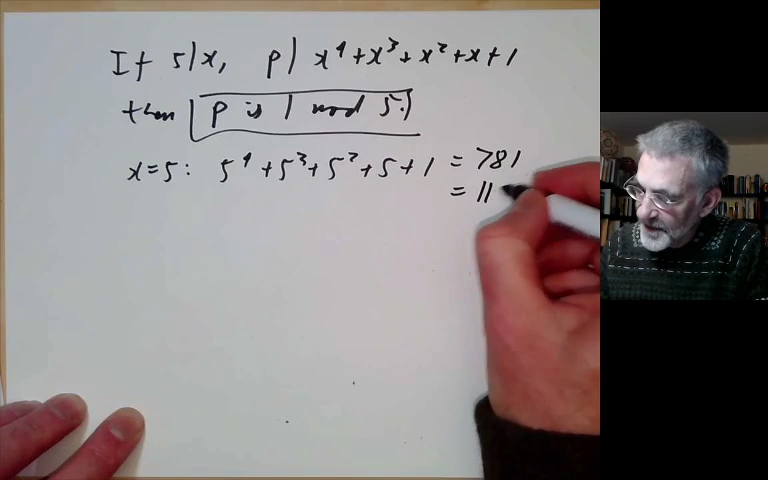 If 5|x, p| x⁴+x³+x²+x+1
then p is 1 mod 5.
x=5: 5⁴+5³+5²+5+1 = 781
= 11